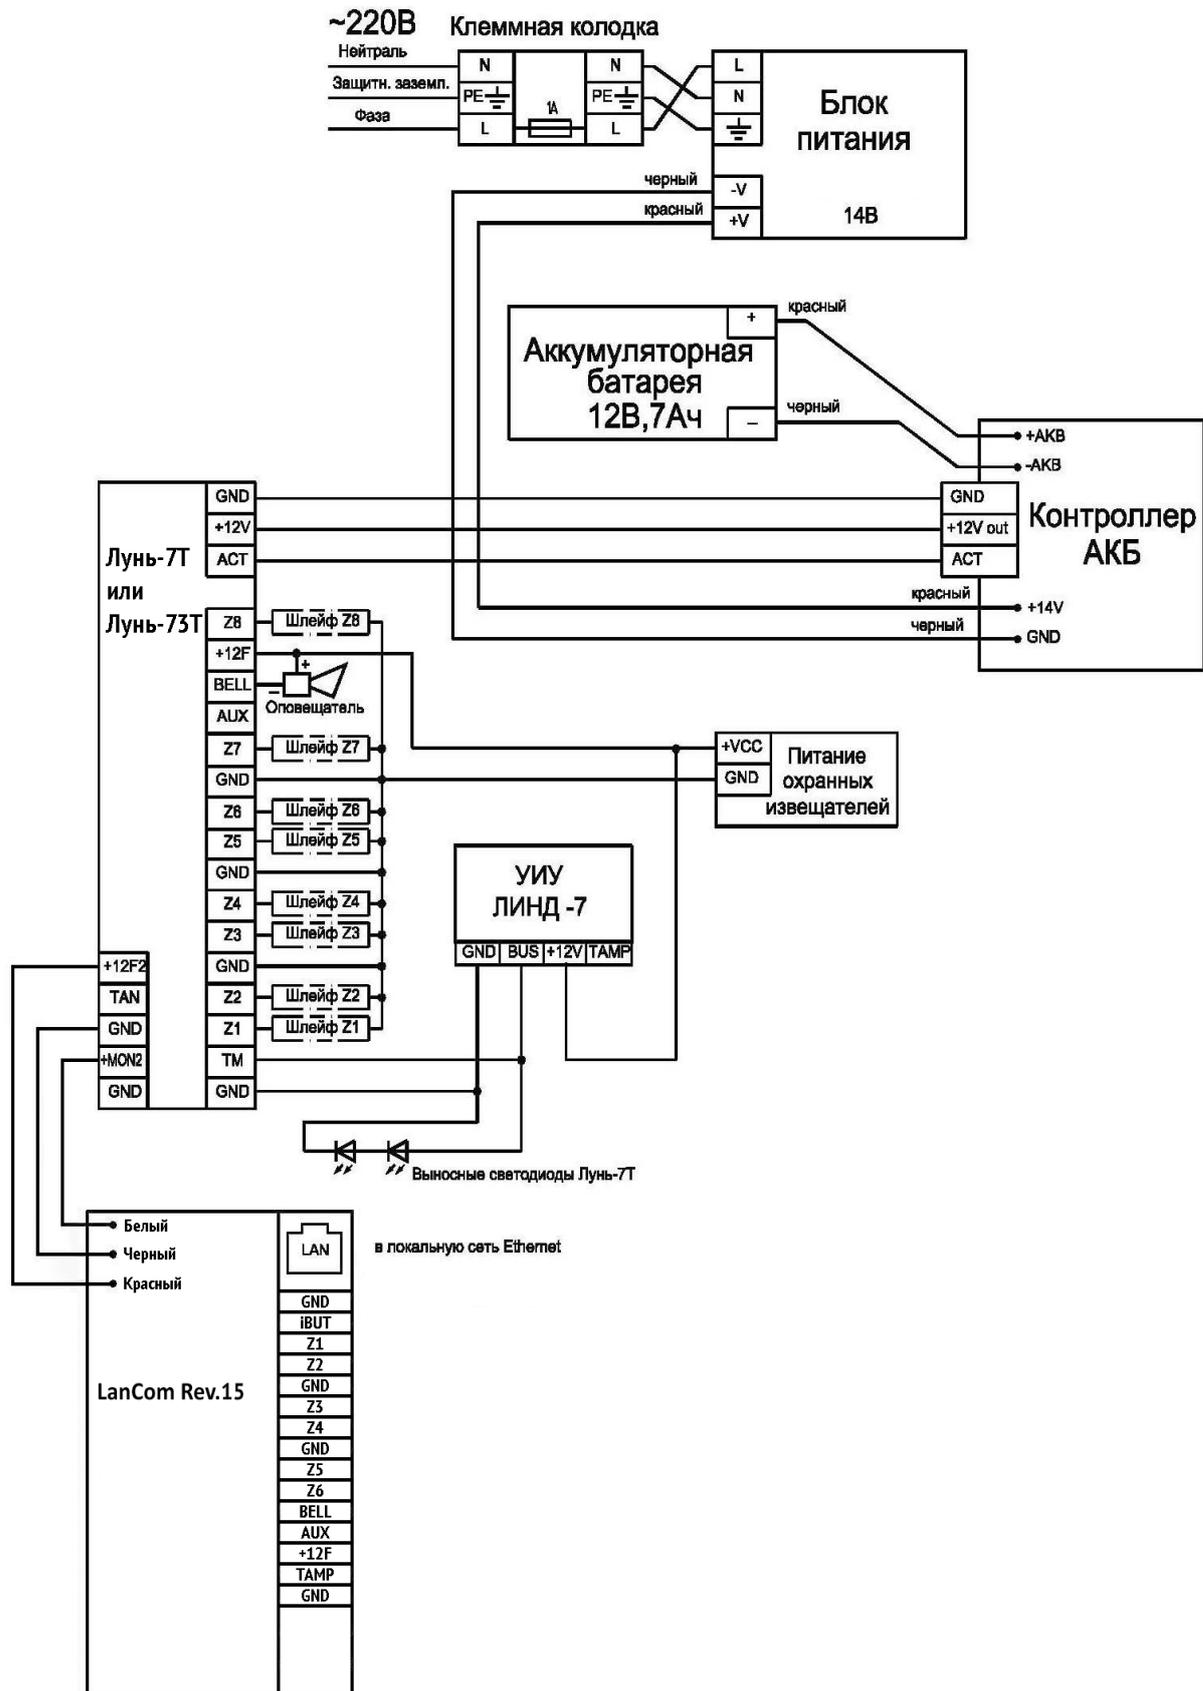 ~220В
Клеммная колодка
Нейтраль
Защитн. заземл.
Фаза
N
PE
L
1А
N
PE
L
L
N
Блок
питания
14В
черный
-V
красный
+V
Аккумуляторная
батарея
12В,7Ач
+
–
красный
черный
+АКВ
-АКВ
GND
+12V out
ACT
Контроллер
АКБ
красный
+14V
черный
GND
GND
+12V
ACT
Лунь-7Т
или
Лунь-73Т
Z8
Шлейф Z8
+12F
+
BELL
–
Оповещатель
AUX
Z7
Шлейф Z7
GND
Z6
Шлейф Z6
Z5
Шлейф Z5
GND
Z4
Шлейф Z4
Z3
Шлейф Z3
GND
Z2
Шлейф Z2
Z1
Шлейф Z1
TM
GND
+12F2
TAN
GND
+MON2
GND
+VCC
GND
Питание
охранных
извещателей
УИУ
ЛИНД -7
GND
BUS
+12V
TAMP
Выносные светодиоды Лунь-7Т
Белый
Черный
Красный
LAN
в локальную сеть Ethernet
LanCom Rev.15
GND
iBUT
Z1
Z2
GND
Z3
Z4
GND
Z5
Z6
BELL
AUX
+12F
TAMP
GND